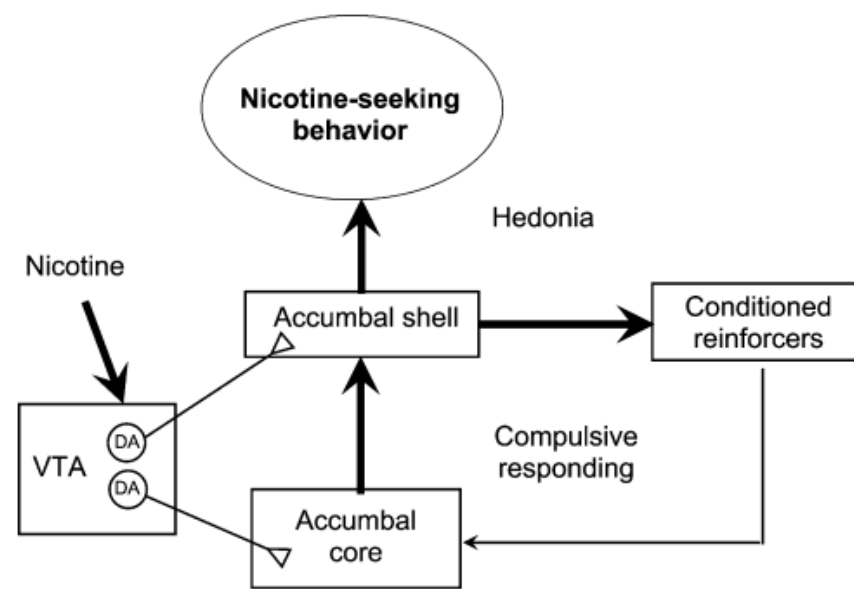 Nicotine-seeking
behavior
Hedonia
Nicotine
Accumbal shell
Conditioned
reinforcers
DA
VTA
DA
Compulsive
responding
Accumbal
core